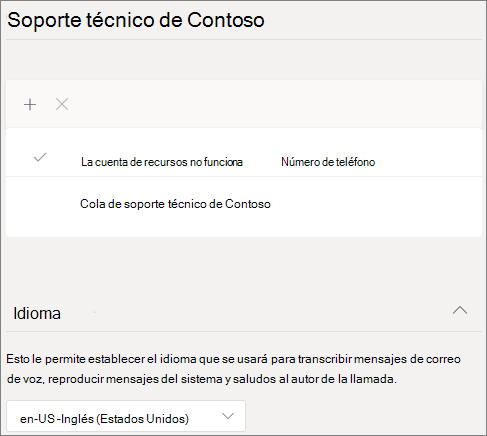 Soporte técnico de Contoso
La cuenta de recursos no funciona Número de teléfono
Cola de soporte técnico de Contoso
Idioma
Esto le permite establecer el idioma que se usará para transcribir mensajes de correo
de voz, reproducir mensajes del sistema y saludos al autor de la llamada.
en-US -Inglés (Estados Unidos)